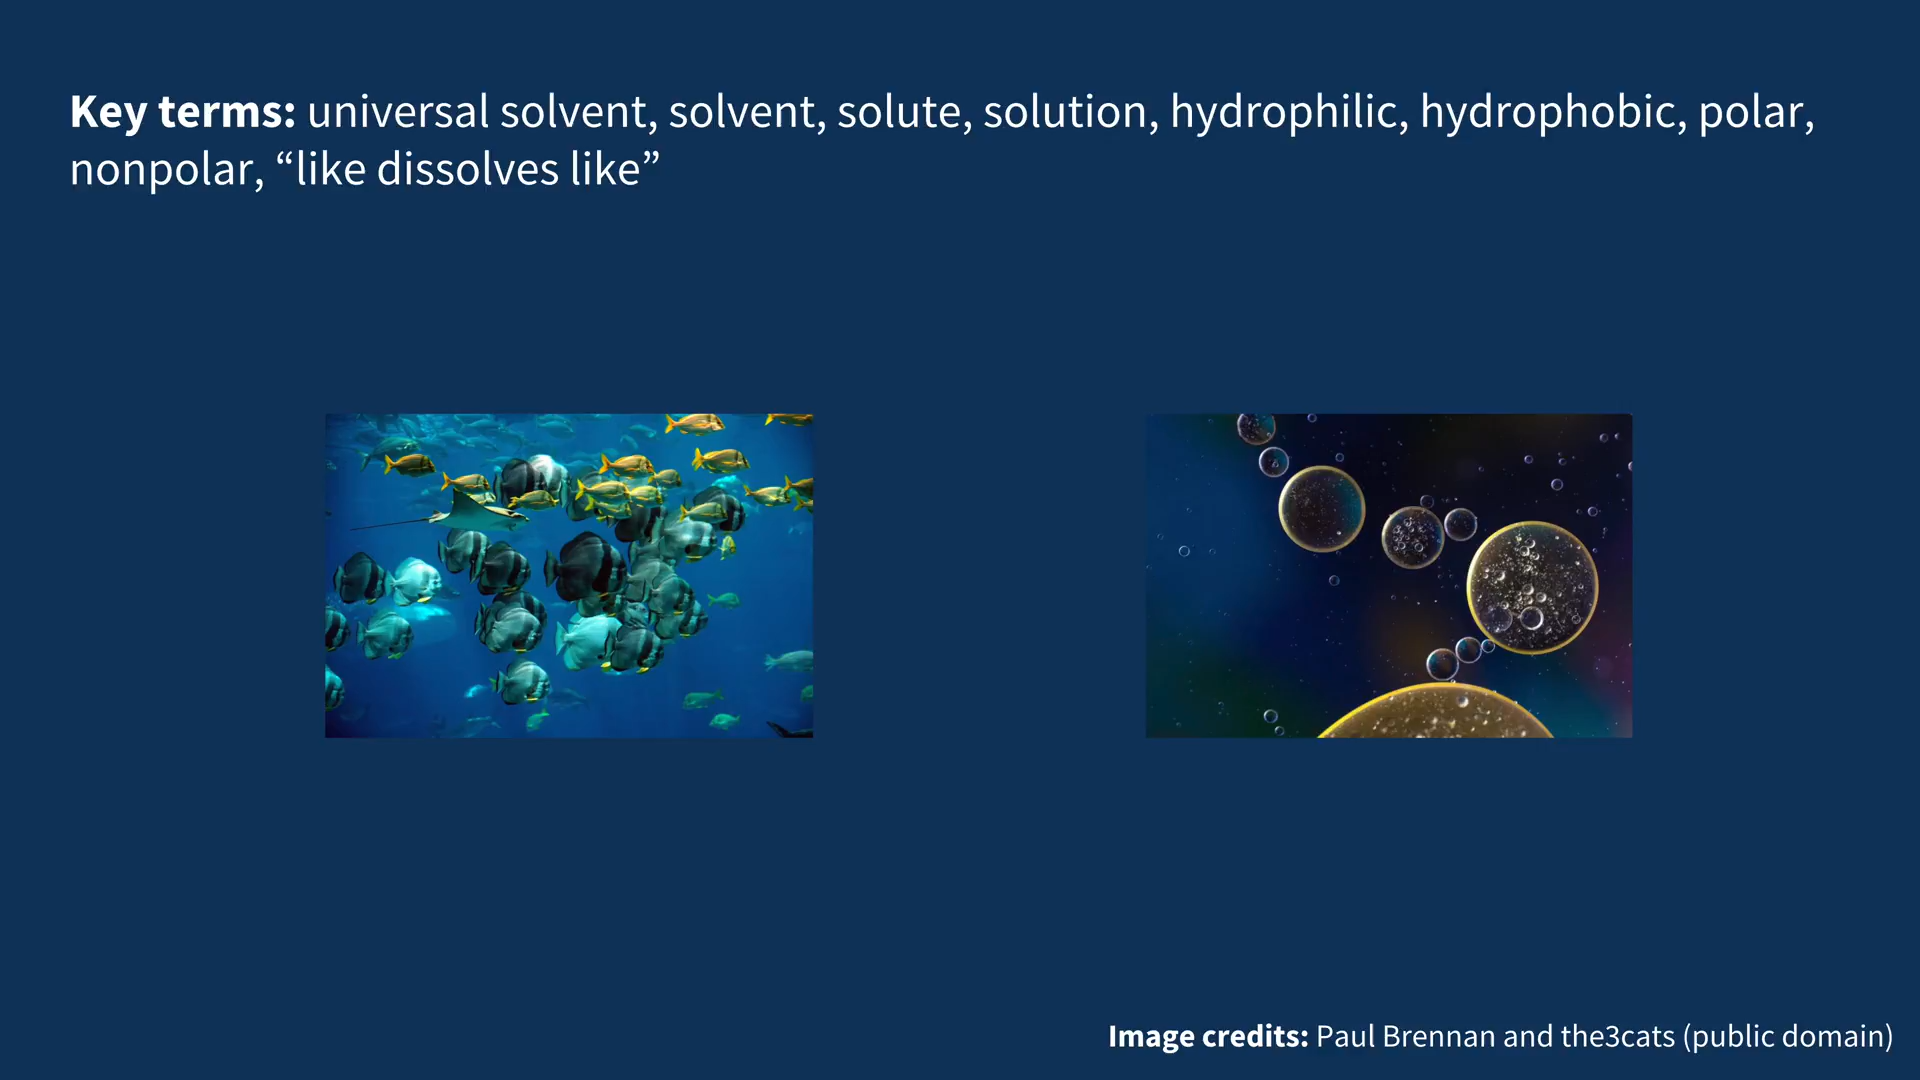 Key terms: universal solvent, solvent, solute, solution, hydrophilic, hydrophobic, polar,
nonpolar, “like dissolves like”
Image credits: Paul Brennan and the3cats (public domain)